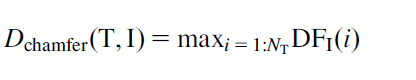 D_chamfer(T, I) = max_{i = 1:N_T} DF_I(i)